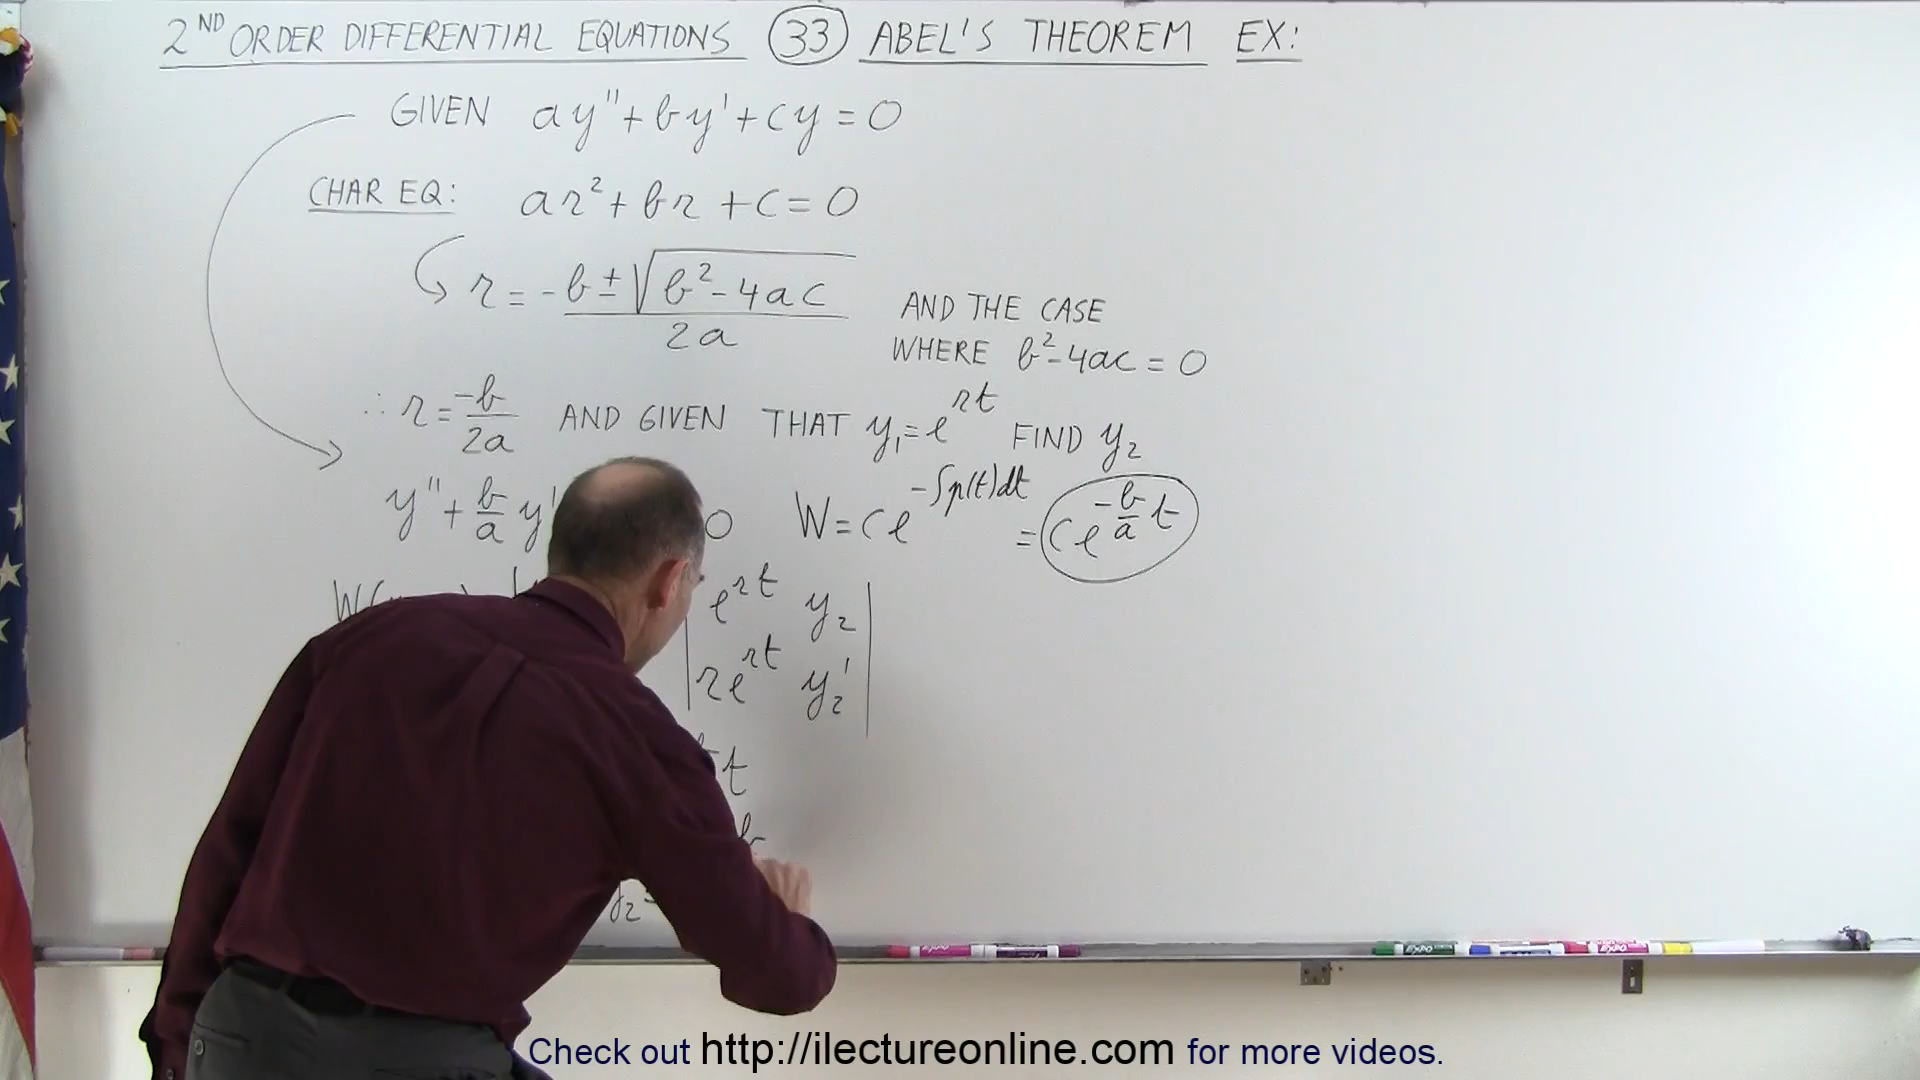 2ND ORDER DIFFERENTIAL EQUATIONS 33 ABEL'S THEOREM EX:
GIVEN ay'' + by' + cy = 0
CHAR EQ: ar² + br + c = 0
r = -b ± √(b² - 4ac) / 2a
AND THE CASE
WHERE b² - 4ac = 0
∴ r = -b/2a AND GIVEN THAT y₁ = e^rt FIND y₂
y'' + b/a y' 0 W = ce^-∫p(t)dt = ce^-b/a t
W( e^rt y₂
re^rt y₂'
t
b
y₂
Check out http://ilectureonline.com for more videos.